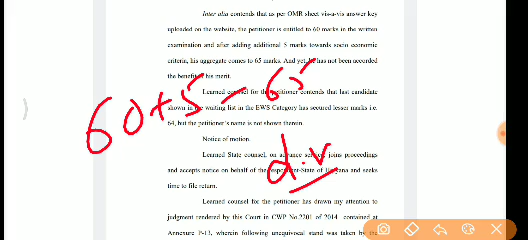 Inter alia contends that as per OMR sheet vis-a-vis answer key
uploaded on the website, the petitioner is entitled to 60 marks in the written
examination and after adding additional 5 marks towards socio economic
criteria, his aggregate comes to 65 marks. And yet, he has not been accorded
the benefit of his merit.
Learned counsel for the petitioner contends that last candidate
shown in the waiting list in the EWS Category has secured lesser marks i.e.
64, but the petitioner's name is not shown therein.
60+5 - 65
Notice of motion.
Learned State counsel, on advance service, joins proceedings
and accepts notice on behalf of the respondent-State of Haryana and seeks
time to file return.
Learned counsel for the petitioner has drawn my attention to
judgment rendered by this Court in CWP No.2201 of 2014 contained at
Annexure P-13, wherein following unequivocal stand was taken by the